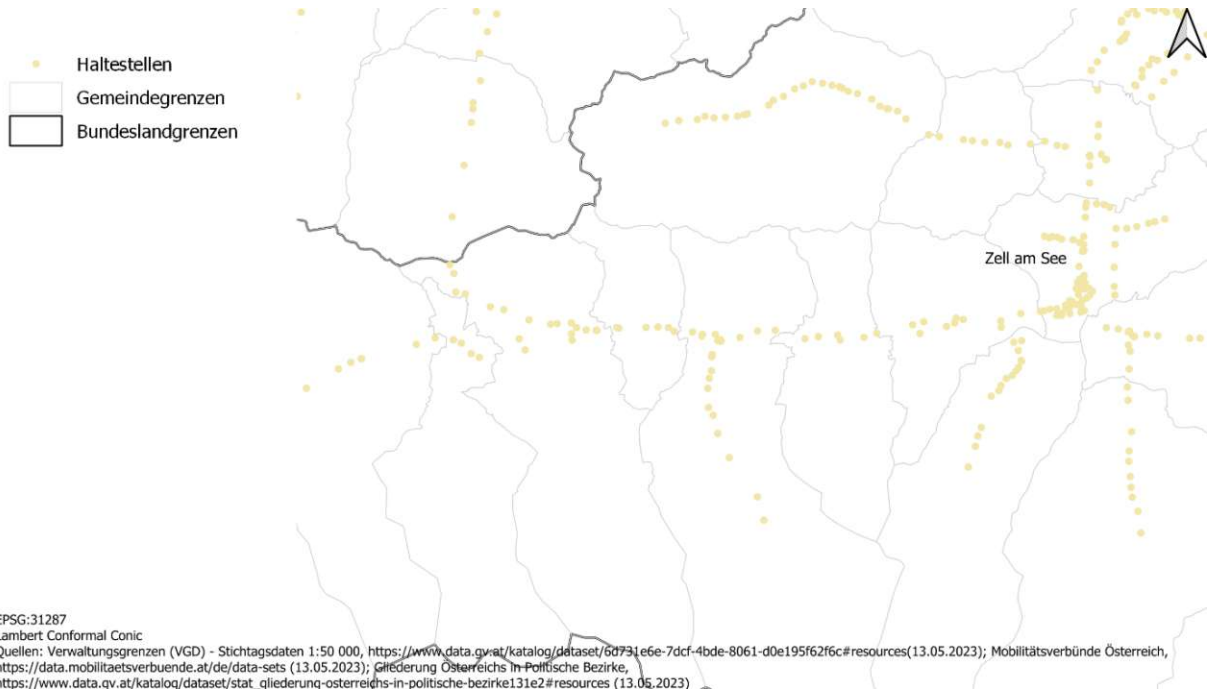 Haltestellen
Gemeindegrenzen
Bundeslandgrenzen
Zell am See
EPSG:31287
Lambert Conformal Conic
Quellen: Verwaltungsgrenzen (VGD) - Stichtagsdaten 1:50 000, https://www.data.gv.at/katalog/dataset/6d731e6e-7dcf-4bde-8061-d0e195f62f6c#resources(13.05.2023); Mobilitätsverbünde Österreich,
https://data.mobilitaetsverbuende.at/de/data-sets (13.05.2023); Gliederung Österreichs in Politische Bezirke,
https://www.data.gv.at/katalog/dataset/stat_gliederung-osterreichs-in-politische-bezirke131e2#resources (13.05.2023)